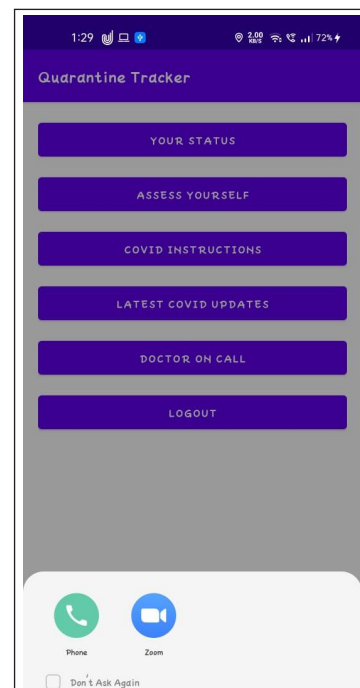 1:29 2.00 KB/S 72%
Quarantine Tracker
YOUR STATUS
ASSESS YOURSELF
COVID INSTRUCTIONS
LATEST COVID UPDATES
DOCTOR ON CALL
LOGOUT
Phone Zoom
Don't Ask Again